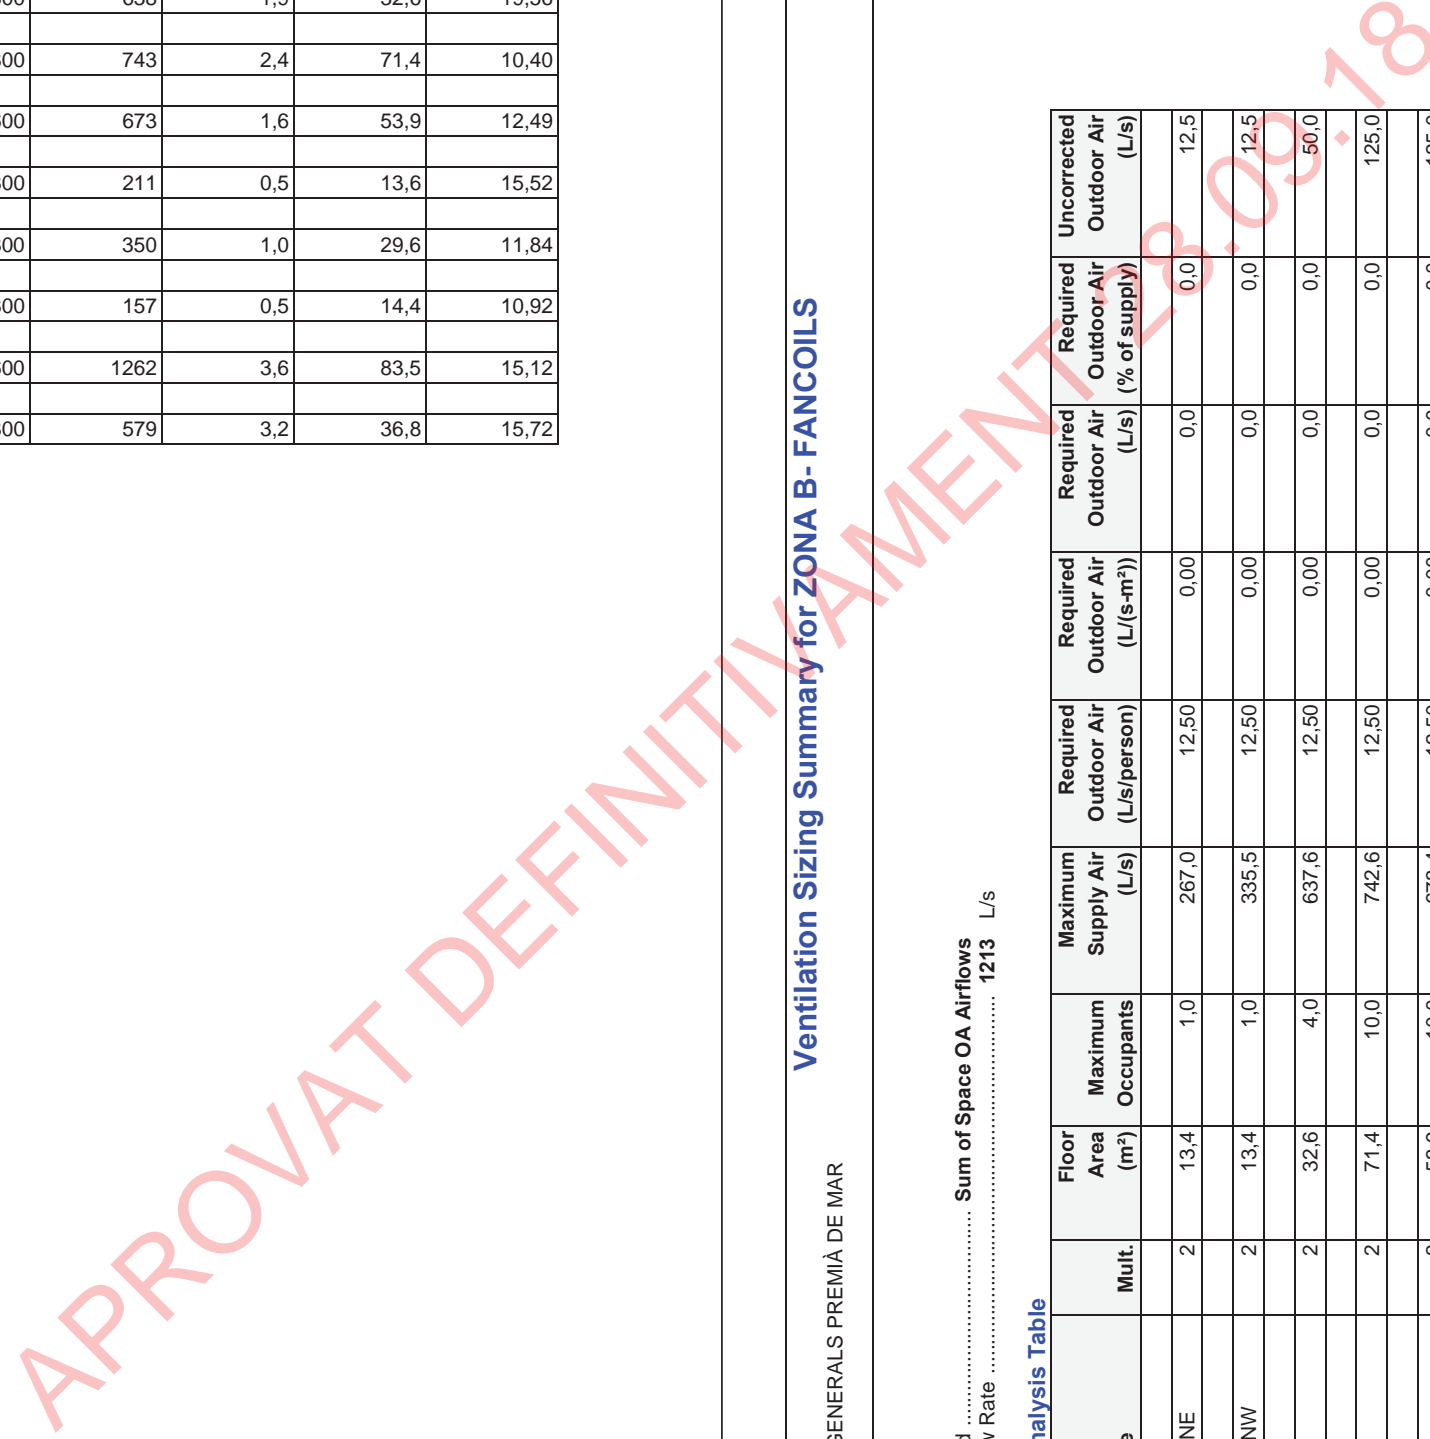 743 2,4 71,4 10,40
673 1,6 53,9 12,49
211 0,5 13,6 15,52
350 1,0 29,6 11,84
157 0,5 14,4 10,92
1262 3,6 83,5 15,12
579 3,2 36,8 15,72
Ventilation Sizing Summary for ZONA B- FANCOILS
GENERALS PREMIÀ DE MAR
Sum of Space OA Airflows
Rate 1213 L/s
Table
Mult. Floor Area (m²) Maximum Occupants Maximum Supply Air (L/s) Required Outdoor Air (L/s/person) Required Outdoor Air (L/(s-m²)) Required Outdoor Air (L/s) Required Outdoor Air (% of supply) Uncorrected Outdoor Air (L/s)
NE 2 13,4 1,0 267,0 12,50 0,00 0,0 0,0 12,5
NW 2 13,4 1,0 335,5 12,50 0,00 0,0 0,0 12,5
2 32,6 4,0 637,6 12,50 0,00 0,0 0,0 50,0
2 71,4 10,0 742,6 12,50 0,00 0,0 0,0 125,0
APROVAT DEFINITIVAMENT 28.09.18